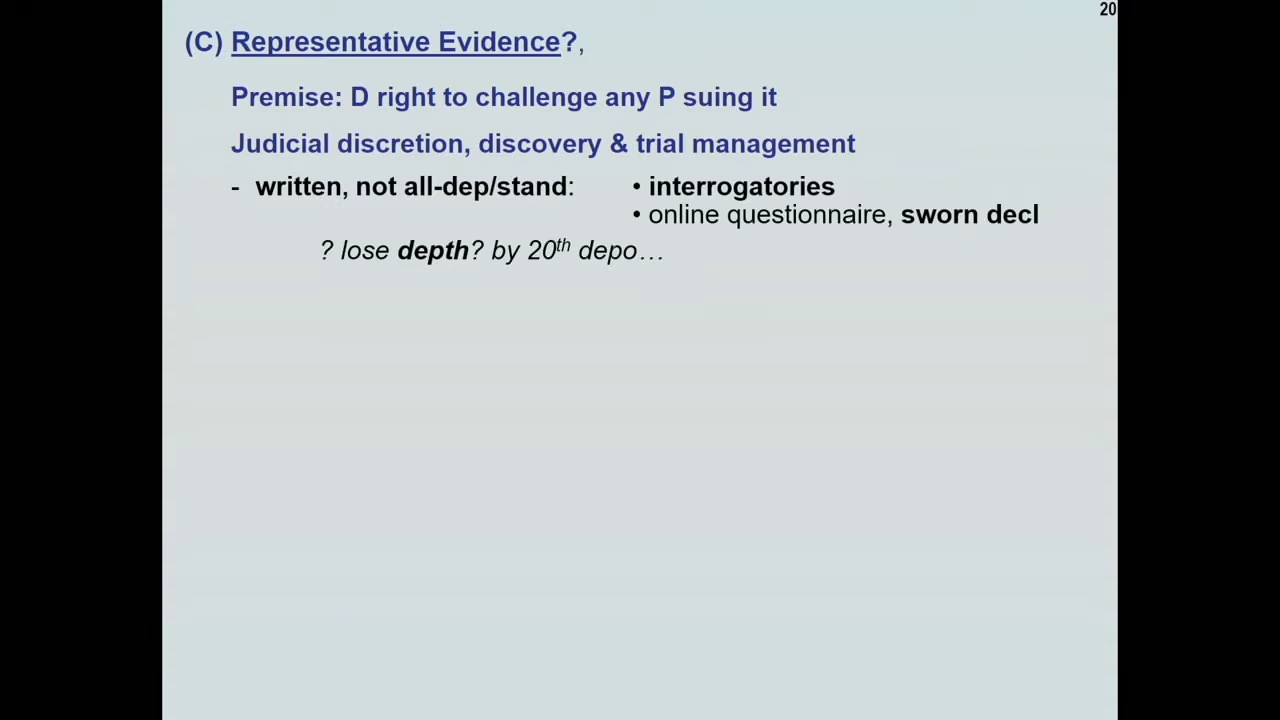 20
(C) Representative Evidence?,
Premise: D right to challenge any P suing it
Judicial discretion, discovery & trial management
- written, not all-dep/stand: • interrogatories
• online questionnaire, sworn decl
? lose depth? by 20th depo…